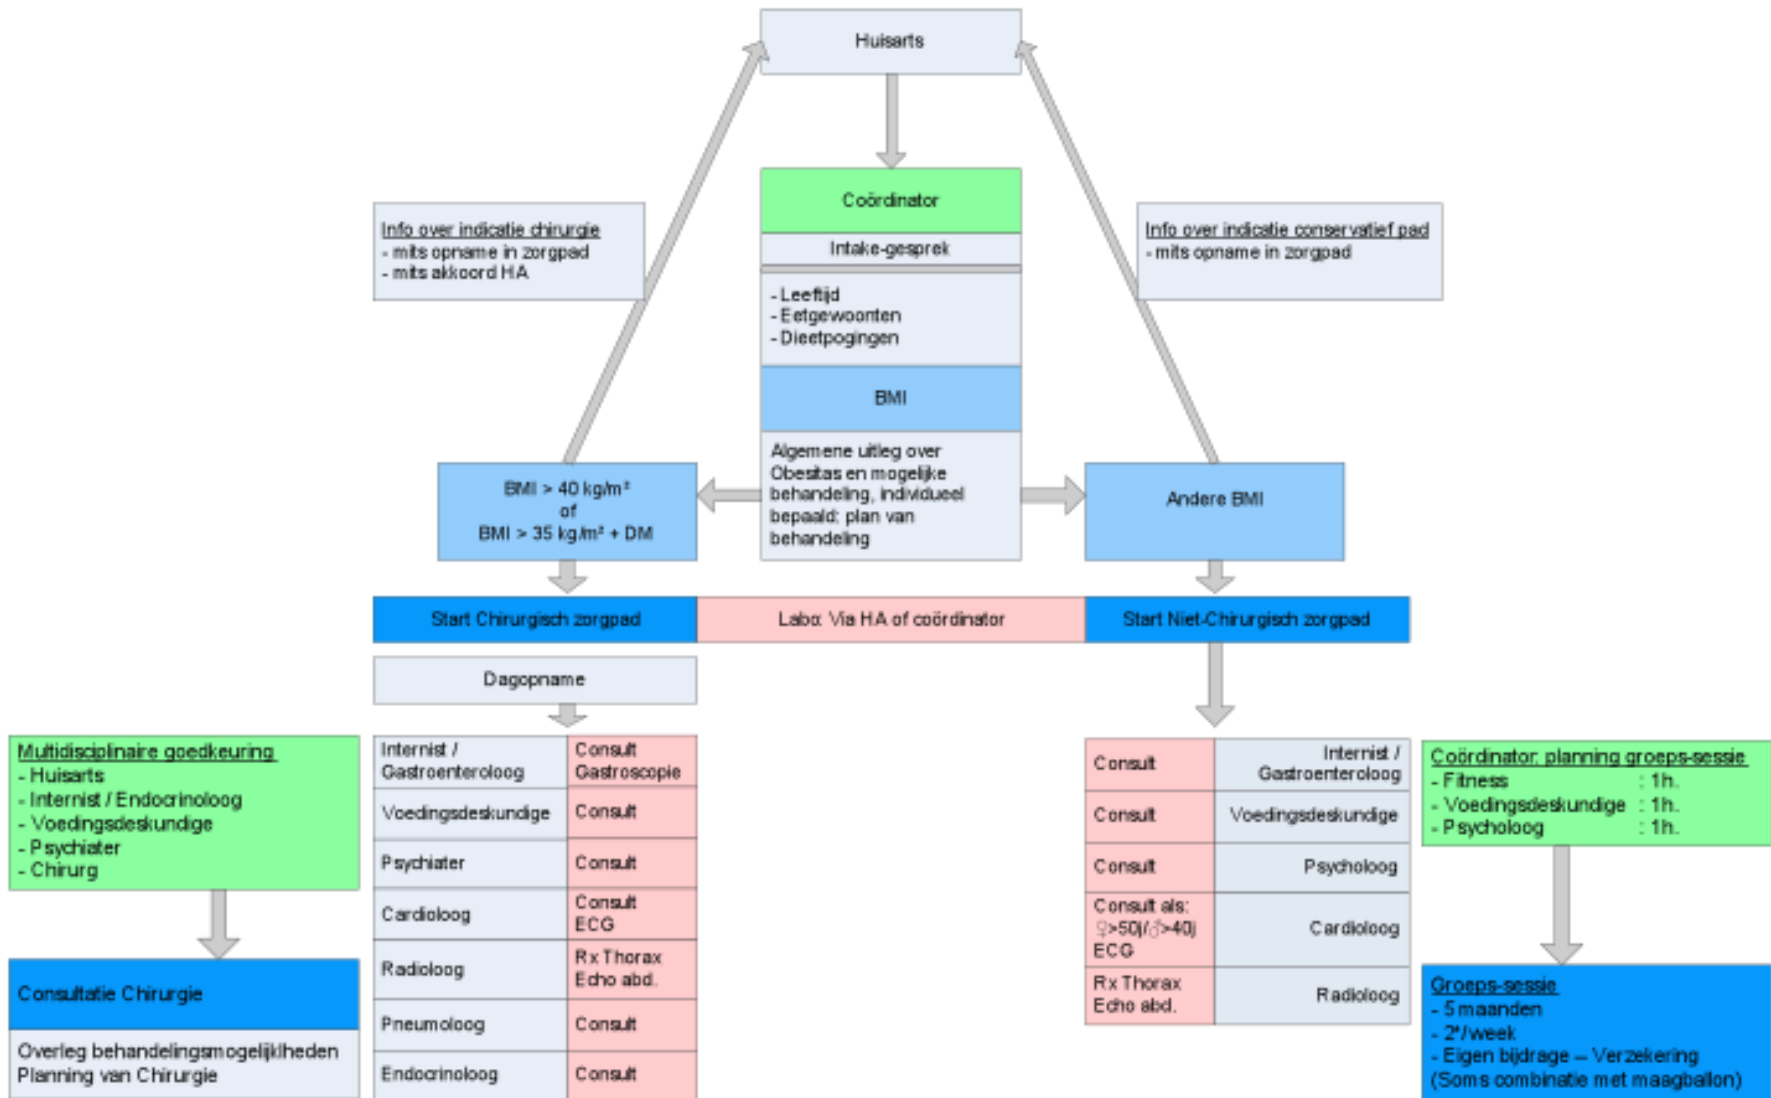 Huisarts
Coördinator
Intake-gesprek
- Leeftijd
- Eetgewoonten
- Dieetpogingen
BMI
Algemene uitleg over
Obesitas en mogelijke
behandeling, individueel
bepaald; plan van
behandeling
Info over indicatie chirurgie
- mits opname in zorgpad
- mits akkoord HA
Info over indicatie conservatief pad
- mits opname in zorgpad
BMI > 40 kg/m²
of
BMI > 35 kg/m² + DM
Andere BMI
Start Chirurgisch zorgpad
Labo: Via HA of coördinator
Start Niet-Chirurgisch zorgpad
Dagopname
Multidisciplinaire goedkeuring
- Huisarts
- Internist / Endocrinoloog
- Voedingsdeskundige
- Psychiater
- Chirurg
Consultatie Chirurgie
Overleg behandelingsmogelijklheden
Planning van Chirurgie
Internist /
Gastroenteroloog
Consult
Gastroscopie
Voedingsdeskundige
Consult
Psychiater
Consult
Cardioloog
Consult
ECG
Radioloog
Rx Thorax
Echo abd.
Pneumoloog
Consult
Endocrinoloog
Consult
Consult
Internist /
Gastroenteroloog
Consult
Voedingsdeskundige
Consult
Psycholoog
Consult als:
♀>50j/♂>40j
ECG
Cardioloog
Rx Thorax
Echo abd.
Radioloog
Coördinator: planning groeps-sessie
- Fitness : 1h.
- Voedingsdeskundige : 1h.
- Psycholoog : 1h.
Groeps-sessie
- 5 maanden
- 2*/week
- Eigen bijdrage – Verzekering
(Soms combinatie met maagballon)